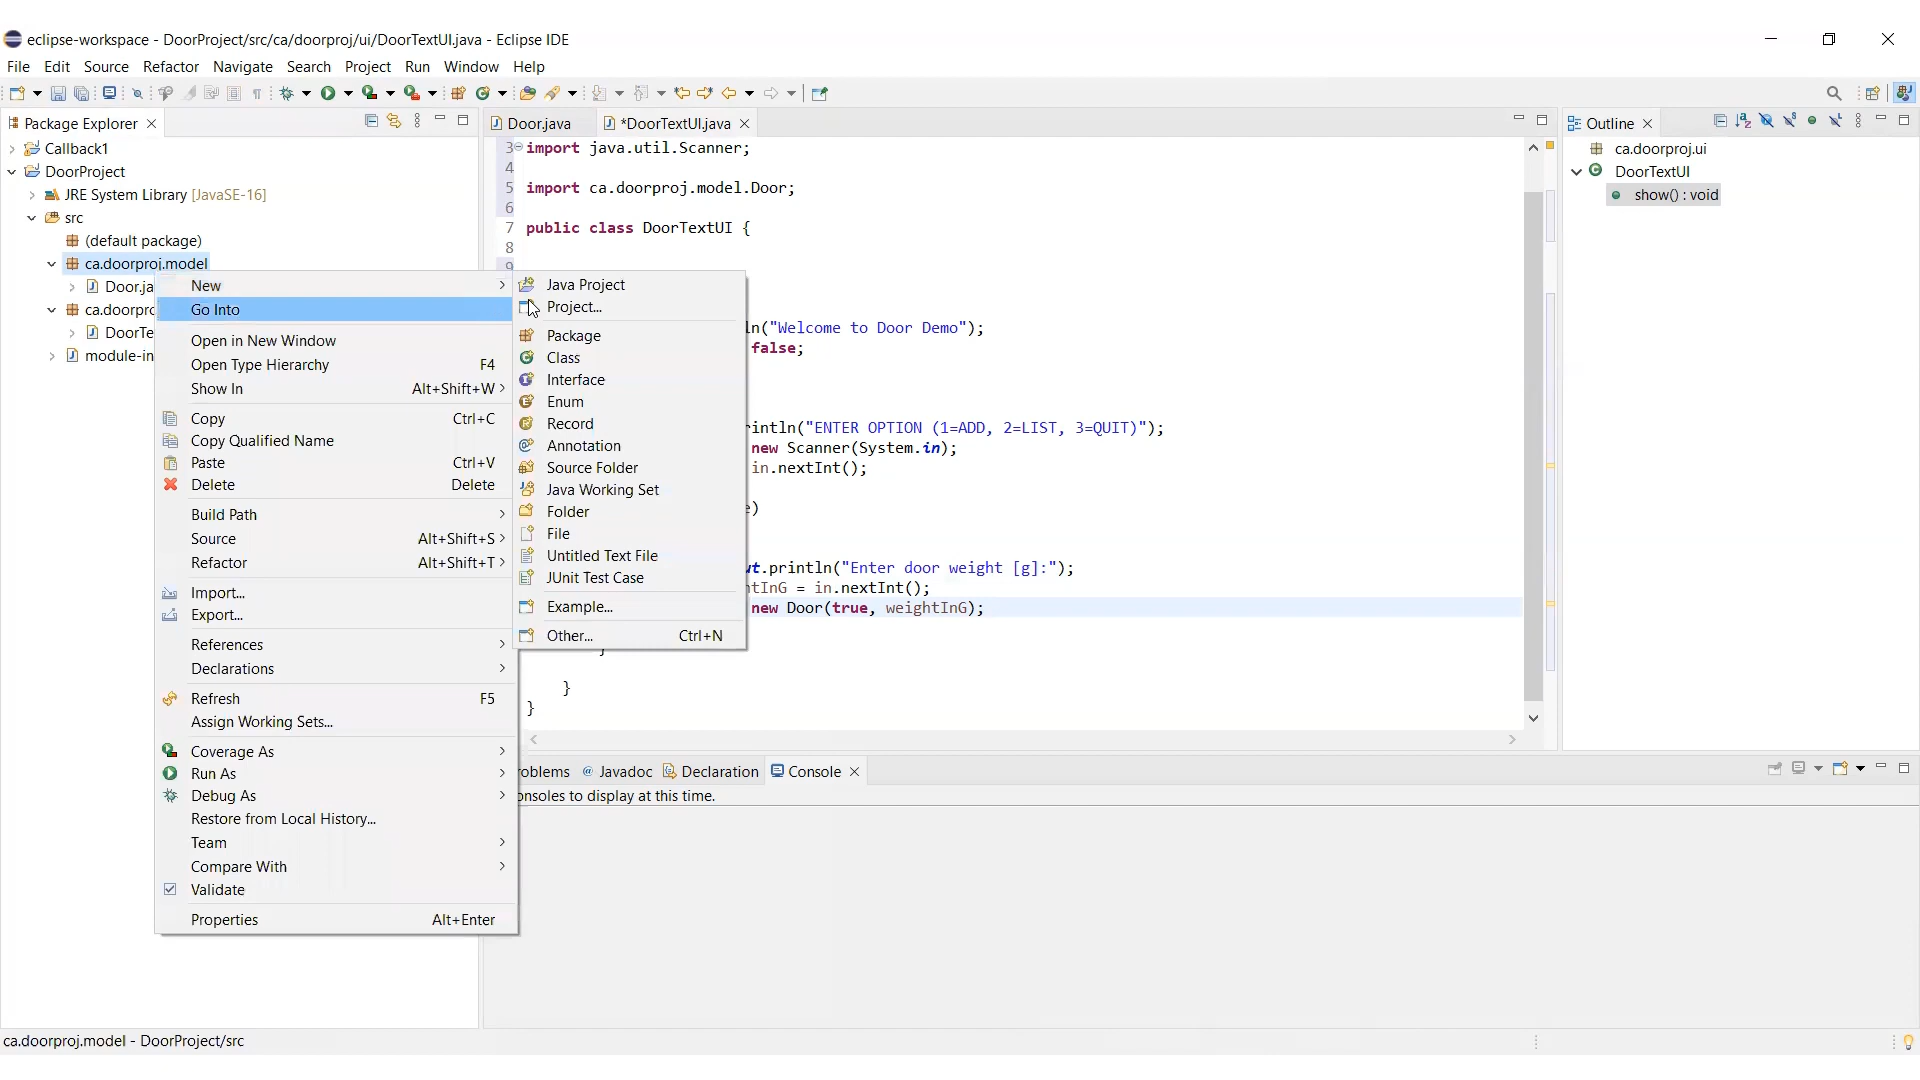 eclipse-workspace - DoorProject/src/ca/doorproj/ui/DoorTextUI.java - Eclipse IDE
File Edit Source Refactor Navigate Search Project Run Window Help
Package Explorer
Callback1
DoorProject
JRE System Library [JavaSE-16]
src
(default package)
ca.doorproj.model
Door.ja
ca.doorpro
DoorTe
module-in
New
Go Into
Open in New Window
Open Type Hierarchy F4
Show In Alt+Shift+W
Copy Ctrl+C
Copy Qualified Name
Paste Ctrl+V
Delete Delete
Build Path
Source Alt+Shift+S
Refactor Alt+Shift+T
Import...
Export...
References
Declarations
Refresh F5
Assign Working Sets...
Coverage As
Run As
Debug As
Restore from Local History...
Team
Compare With
Validate
Properties Alt+Enter
Java Project
Project...
Package
Class
Interface
Enum
Record
Annotation
Source Folder
Java Working Set
Folder
File
Untitled Text File
JUnit Test Case
Example...
Other... Ctrl+N
Door.java *DoorTextUI.java
3 import java.util.Scanner;
4
5 import ca.doorproj.model.Door;
6
7 public class DoorTextUI {
8
9
ln("Welcome to Door Demo");
false;
intln("ENTER OPTION (1=ADD, 2=LIST, 3=QUIT)");
new Scanner(System.in);
in.nextInt();
)
ut.println("Enter door weight [g]:");
htInG = in.nextInt();
new Door(true, weightInG);
}
}
}
oblems Javadoc Declaration Console
onsoles to display at this time.
Outline
ca.doorproj.ui
DoorTextUI
show() : void
ca.doorproj.model - DoorProject/src